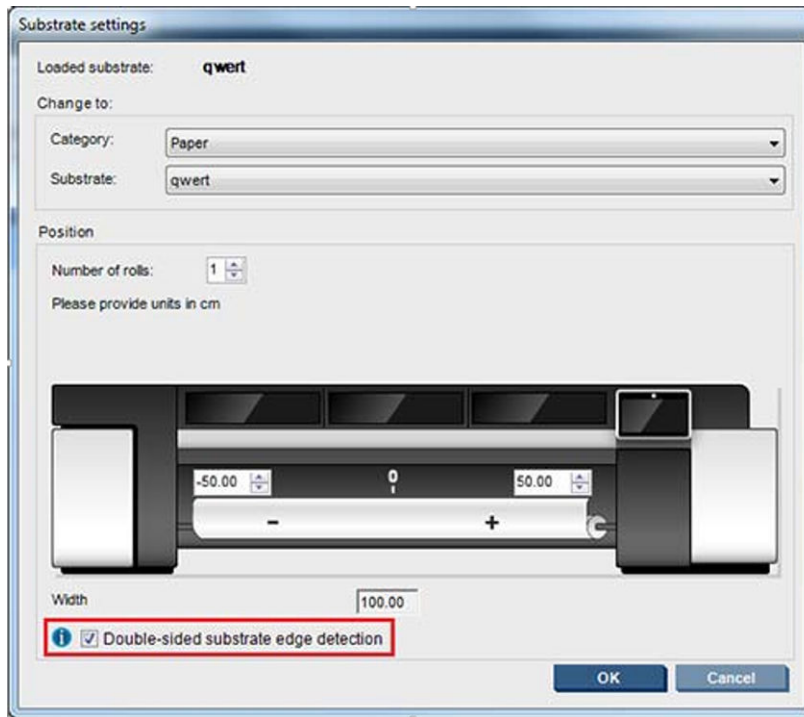 Substrate settings
Loaded substrate: qwert
Change to:
Category: Paper
Substrate: qwert
Position
Number of rolls: 1
Please provide units in cm
-50.00 0 50.00
- +
Width 100.00
Double-sided substrate edge detection
OK Cancel